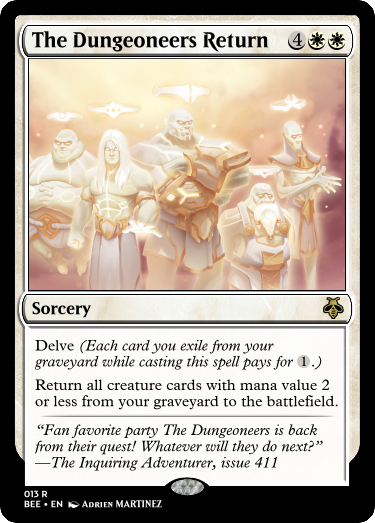 The Dungeoneers Return 4
Sorcery
Delve (Each card you exile from your
graveyard while casting this spell pays for 1.)
Return all creature cards with mana value 2
or less from your graveyard to the battlefield.
“Fan favorite party The Dungeoneers is back
from their quest! Whatever will they do next?”
—The Inquiring Adventurer, issue 411
013 R
BEE • EN Adrien Martinez